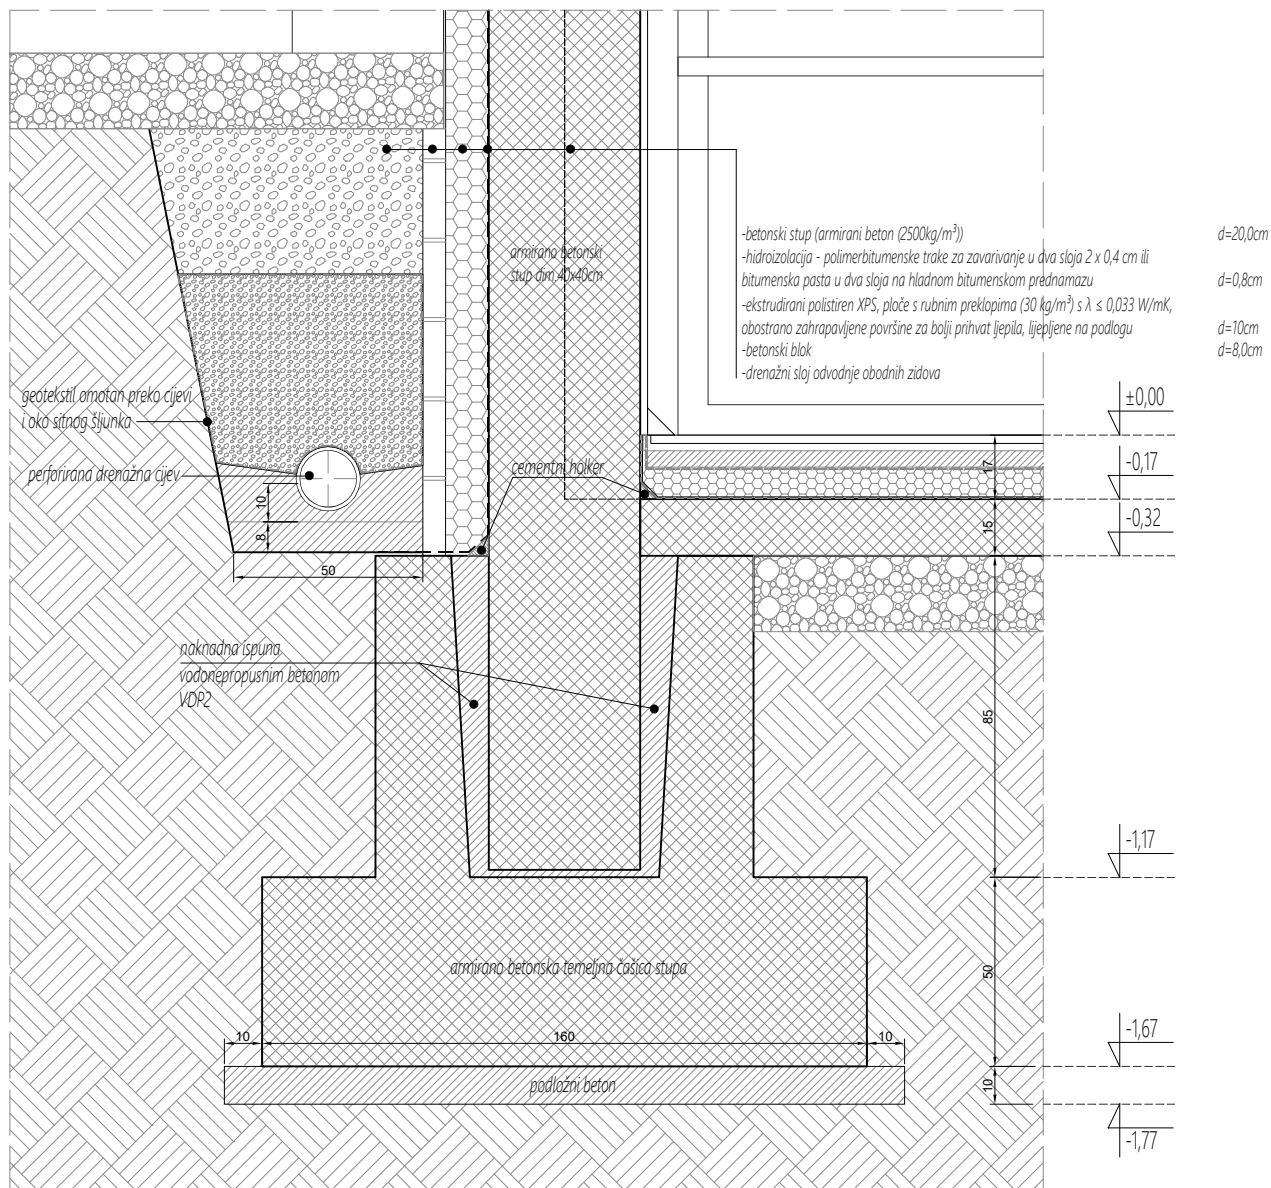 armirano betonski
stup dim.40x40cm
-betonski stup (armirani beton (2500kg/m³)) d=20,0cm
-hidroizolacija - polimerbitumenske trake za zavarivanje u dva sloja 2 x 0,4 cm ili
bitumenska pasta u dva sloja na hladnom bitumenskom prednamazu d=0,8cm
-ekstrudirani polistiren XPS, ploče s rubnim preklopima (30 kg/m³) s λ ≤ 0,033 W/mK,
obostrano zahrapavljene površine za bolji prihvat ljepila, lijepljene na podlogu d=10cm
-betonski blok d=8,0cm
-drenažni sloj odvodnje obodnih zidova
geotekstil omotan preko cijevi
i oko sitnog šljunka
perforirana drenažna cijev
cementni holker
±0,00
-0,17
-0,32
17
15
10
8
50
naknadna ispuna
vodonepropusnim betonom
VDP2
85
-1,17
armirano betonska temeljna čašica stupa
50
10
160
10
-1,67
podložni beton
10
-1,77